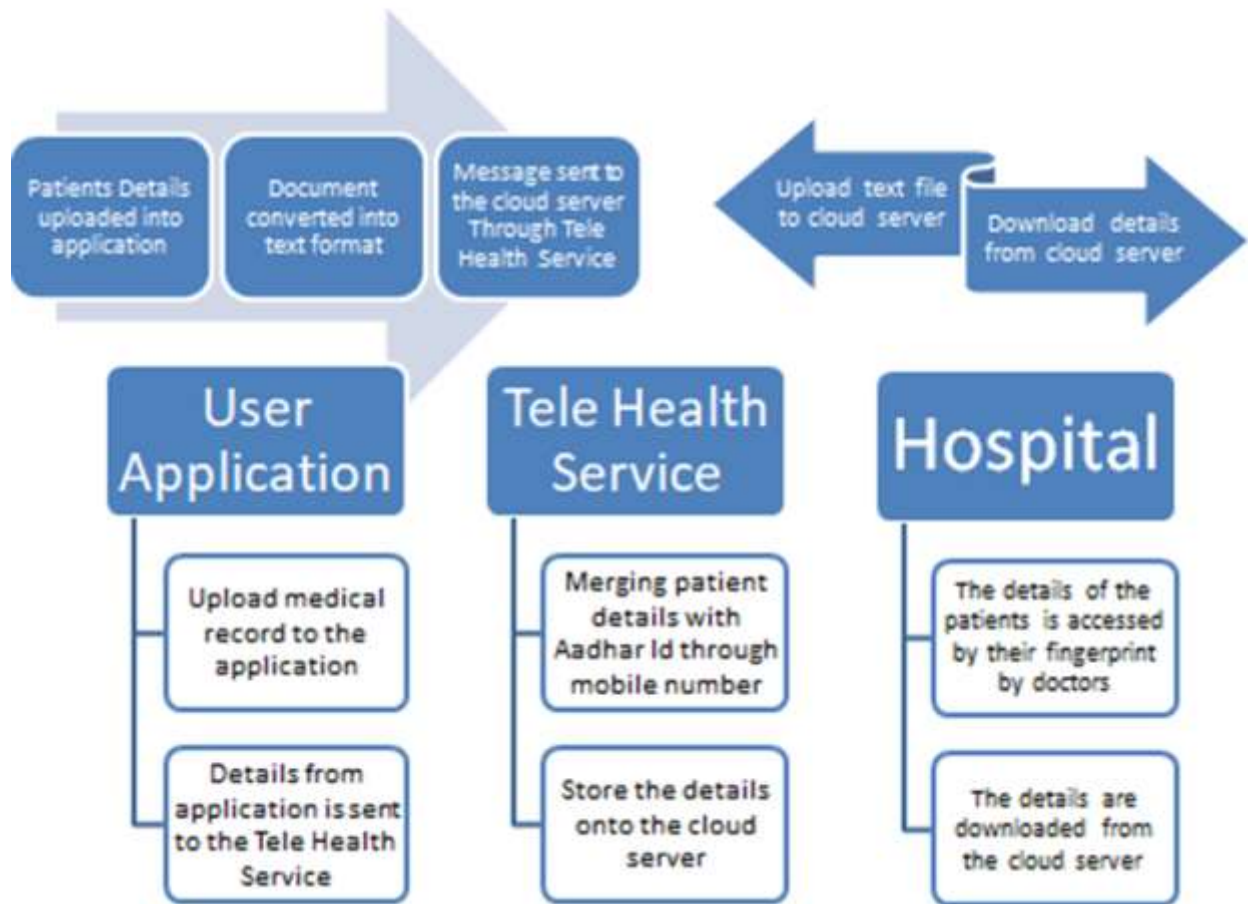 Patients Details
uploaded into
application
Document
converted into
text format
Message sent to
the cloud server
Through Tele
Health Service
Upload text file
to cloud server
Download details
from cloud server
User
Application
Upload medical
record to the
application
Details from
application is sent
to the Tele Health
Service
Tele Health
Service
Merging patient
details with
Aadhar Id through
mobile number
Store the details
onto the cloud
server
Hospital
The details of the
patients is accessed
by their fingerprint
by doctors
The details are
downloaded from
the cloud server